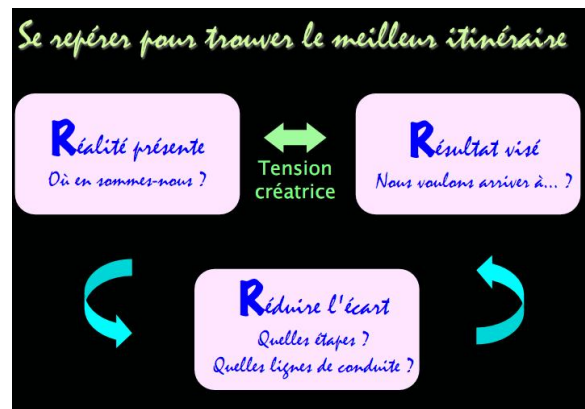 Se repérer pour trouver le meilleur itinéraire
Réalité présente
Où en sommes-nous ?
Tension
créatrice
Résultat visé
Nous voulons arriver à... ?
Réduire l'écart
Quelles étapes ?
Quelles lignes de conduite ?